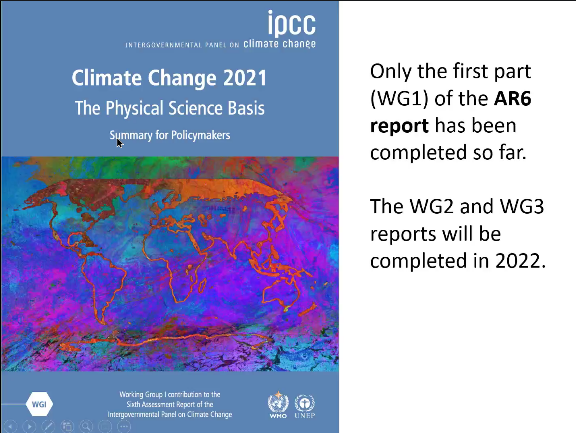 ipcc
INTERGOVERNMENTAL PANEL ON climate change
Climate Change 2021
The Physical Science Basis
Summary for Policymakers
WGI
Working Group I contribution to the
Sixth Assessment Report of the
Intergovernmental Panel on Climate Change
WHO
UNEP
Only the first part
(WG1) of the AR6
report has been
completed so far.
The WG2 and WG3
reports will be
completed in 2022.